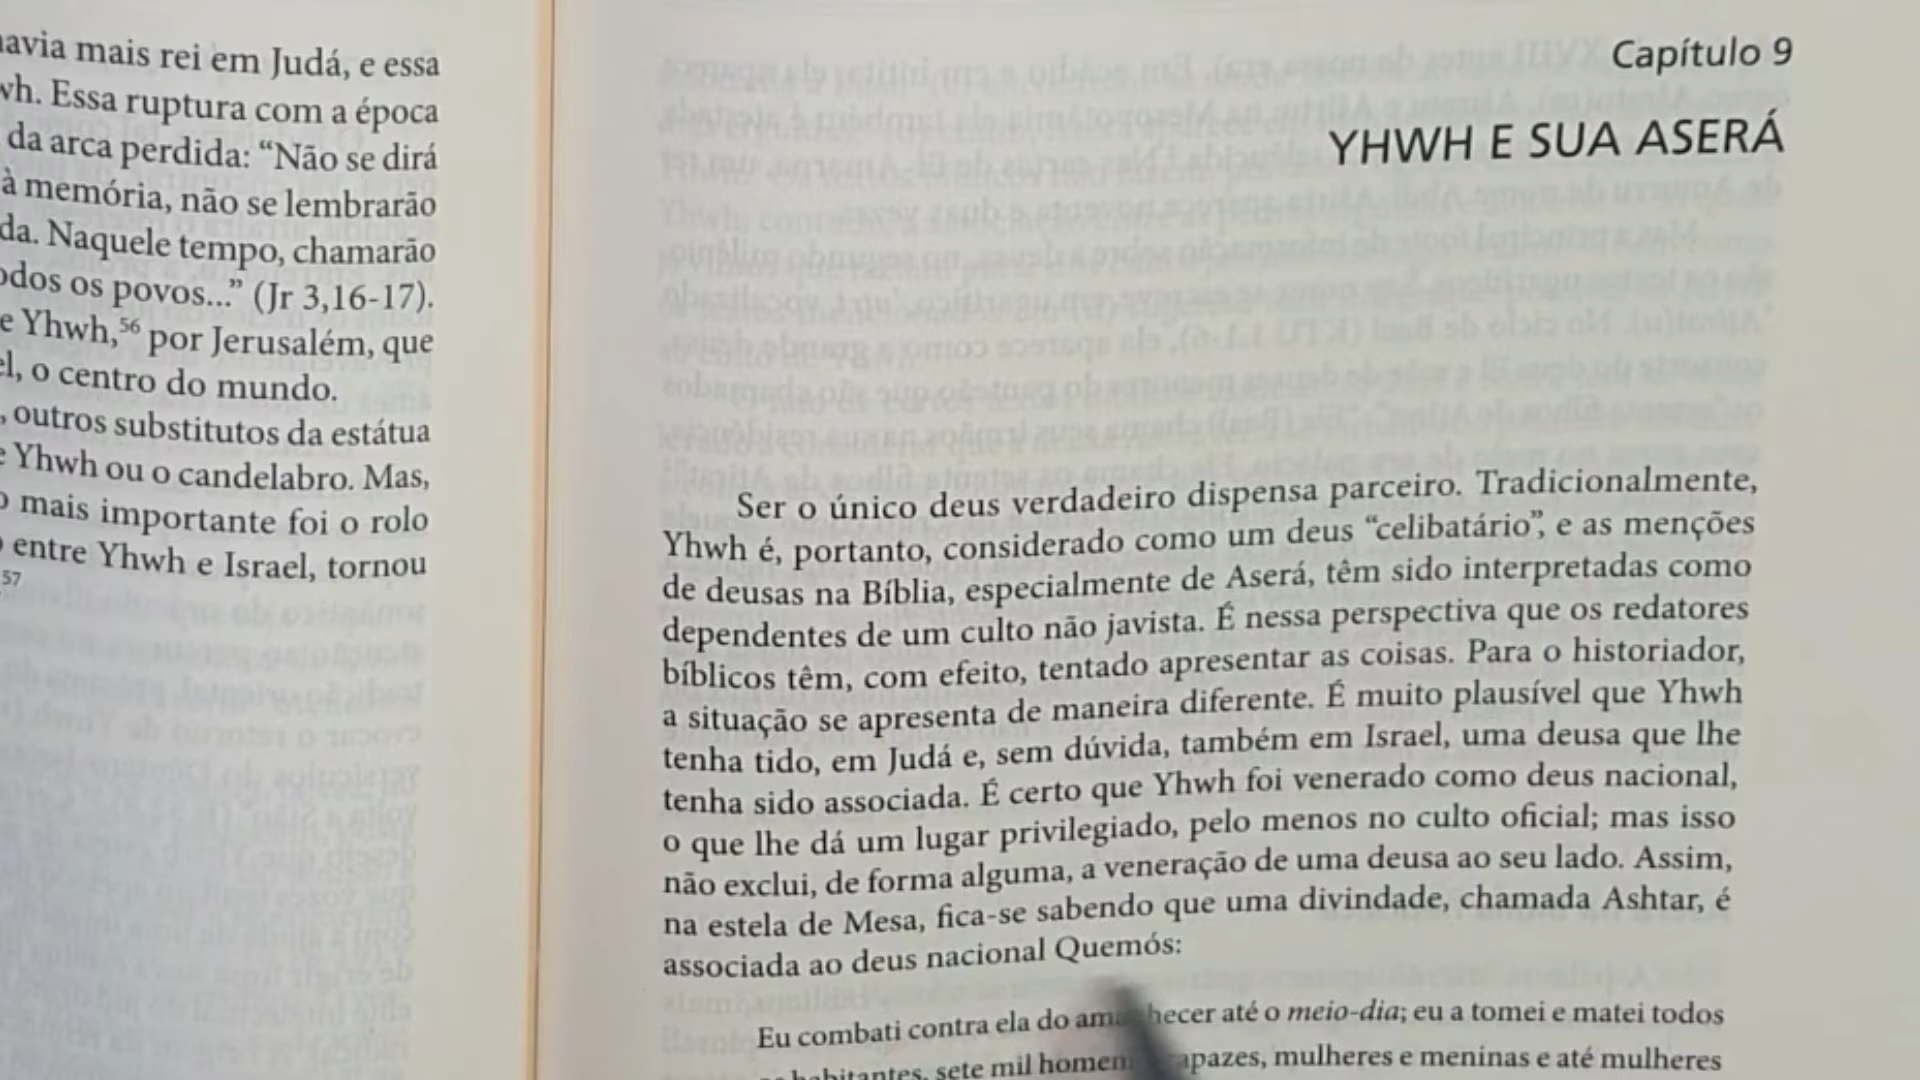 havia mais rei em Judá, e essa
wh. Essa ruptura com a época
da arca perdida: “Não se dirá
à memória, não se lembrarão
da. Naquele tempo, chamarão
odos os povos...” (Jr 3,16-17).
e Yhwh,56 por Jerusalém, que
el, o centro do mundo.
, outros substitutos da estátua
e Yhwh ou o candelabro. Mas,
o mais importante foi o rolo
entre Yhwh e Israel, tornou
57
Capítulo 9
YHWH E SUA ASERÁ
Ser o único deus verdadeiro dispensa parceiro. Tradicionalmente,
Yhwh é, portanto, considerado como um deus “celibatário”, e as menções
de deusas na Bíblia, especialmente de Aserá, têm sido interpretadas como
dependentes de um culto não javista. É nessa perspectiva que os redatores
bíblicos têm, com efeito, tentado apresentar as coisas. Para o historiador,
a situação se apresenta de maneira diferente. É muito plausível que Yhwh
tenha tido, em Judá e, sem dúvida, também em Israel, uma deusa que lhe
tenha sido associada. É certo que Yhwh foi venerado como deus nacional,
o que lhe dá um lugar privilegiado, pelo menos no culto oficial; mas isso
não exclui, de forma alguma, a veneração de uma deusa ao seu lado. Assim,
na estela de Mesa, fica-se sabendo que uma divindade, chamada Ashtar, é
associada ao deus nacional Quemós:
Eu combati contra ela do amanhecer até o meio-dia; eu a tomei e matei todos
habitantes, sete mil homens, rapazes, mulheres e meninas e até mulheres